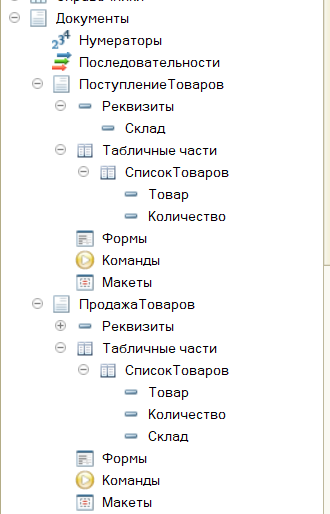 Документы
Нумераторы
Последовательности
ПоступлениеТоваров
Реквизиты
Склад
Табличные части
СписокТоваров
Товар
Количество
Формы
Команды
Макеты
ПродажаТоваров
Реквизиты
Табличные части
СписокТоваров
Товар
Количество
Склад
Формы
Команды
Макеты